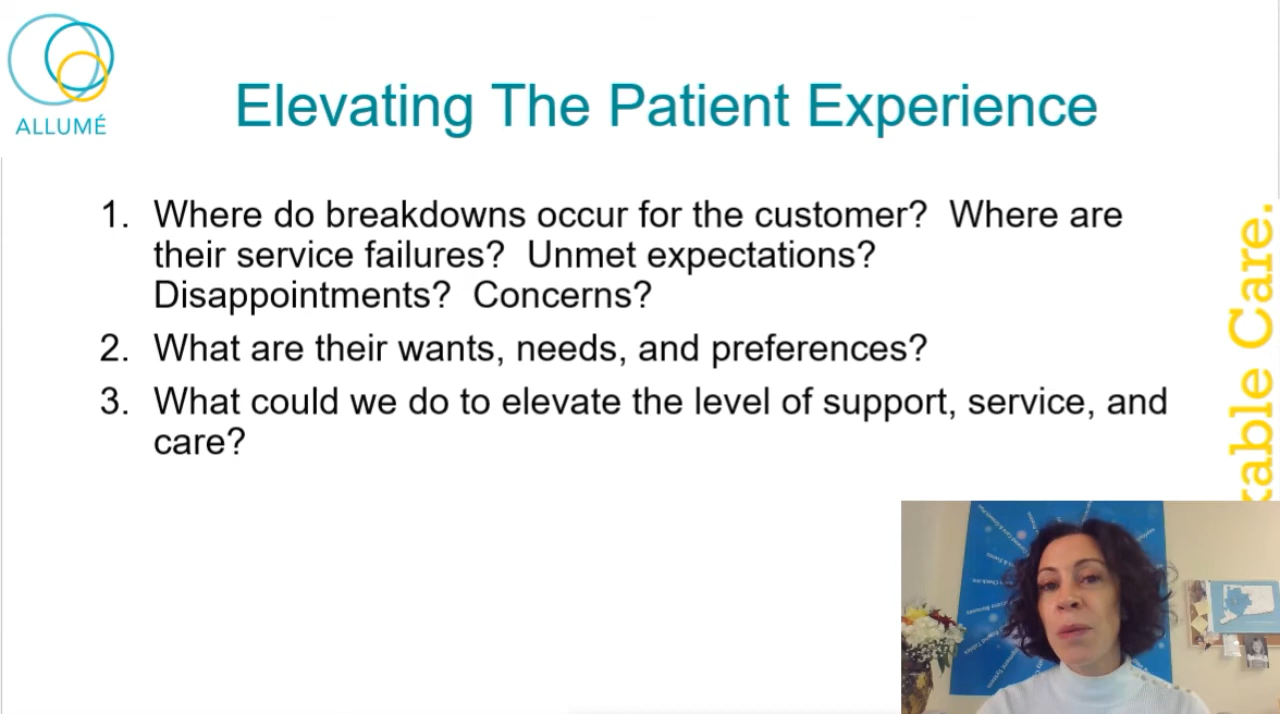 ALLUMÉ
Elevating The Patient Experience
1. Where do breakdowns occur for the customer? Where are
their service failures? Unmet expectations?
Disappointments? Concerns?
2. What are their wants, needs, and preferences?
3. What could we do to elevate the level of support, service, and
care?
Care.